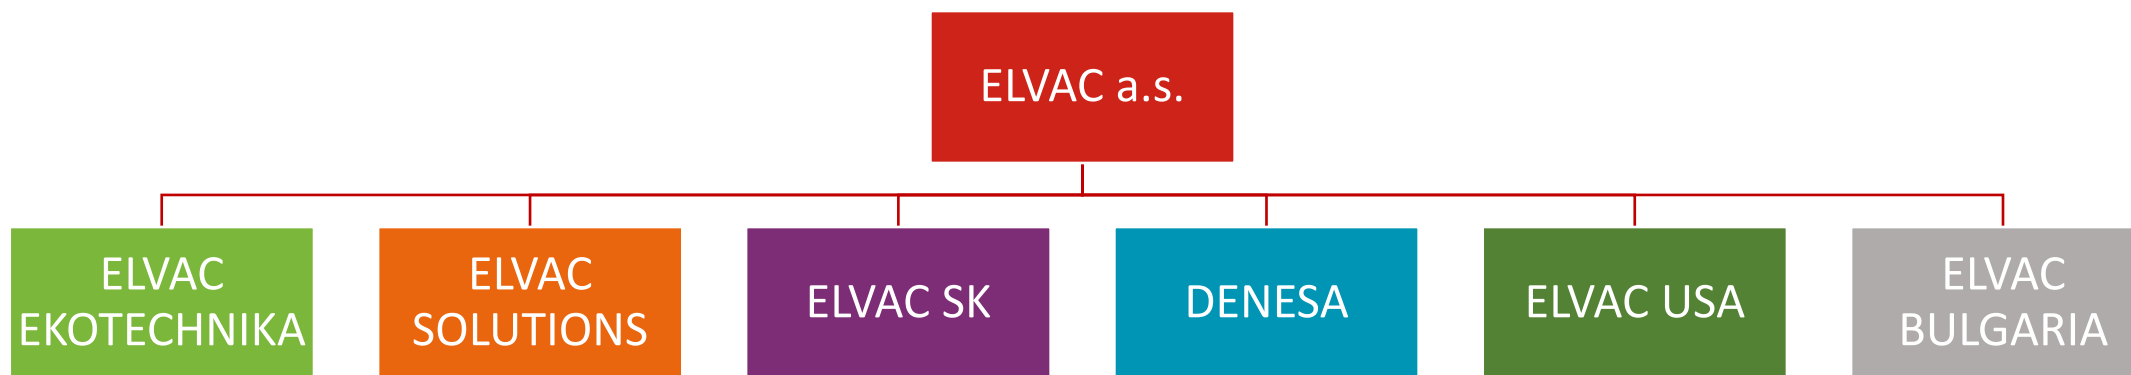 ELVAC a.s.
ELVAC
EKOTECHNIKA
ELVAC
SOLUTIONS
ELVAC SK
DENESA
ELVAC USA
ELVAC
BULGARIA